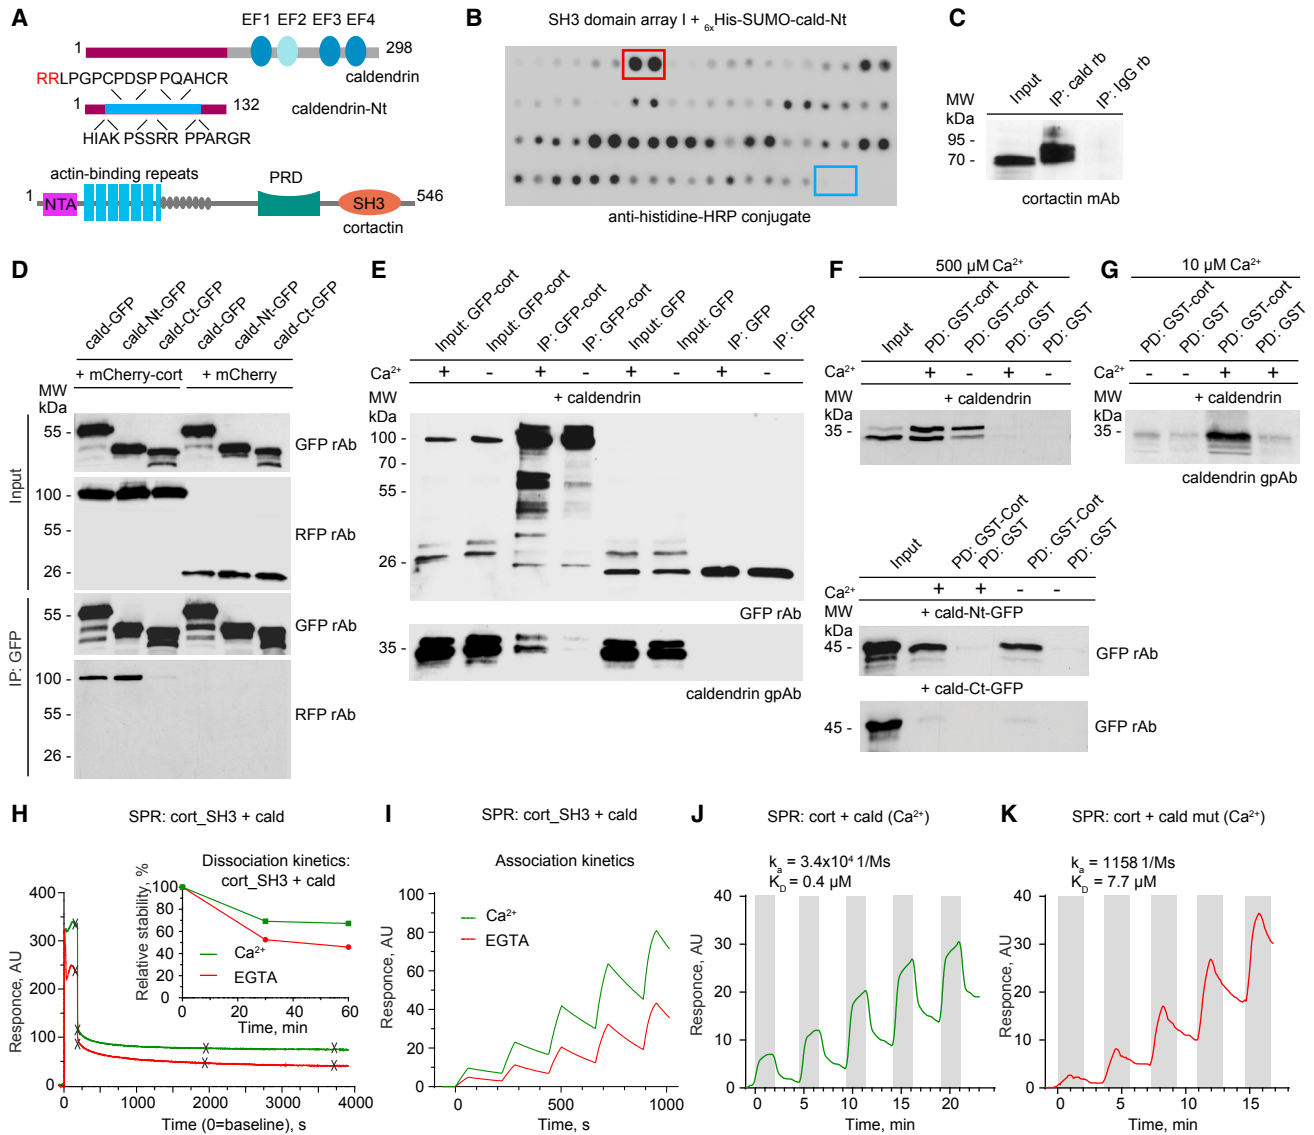 A
EF1 EF2 EF3 EF4
1 298
caldendrin
RRLPGPCPDSPPQAHCR
1 132
caldendrin-Nt
HIAK PSSRR PPARGR
actin-binding repeats
PRD
1 546
NTA
SH3
cortactin
B
SH3 domain array I + 6xHis-SUMO-cald-Nt
anti-histidine-HRP conjugate
C
Input
IP: cald rb
IP: IgG rb
MW
kDa
95 -
70 -
cortactin mAb
D
cald-GFP
cald-Nt-GFP
cald-Ct-GFP
cald-GFP
cald-Nt-GFP
cald-Ct-GFP
+ mCherry-cort
+ mCherry
MW
kDa
Input
55 -
GFP rAb
100 -
55 -
26 -
RFP rAb
IP: GFP
55 -
GFP rAb
100 -
55 -
26 -
RFP rAb
E
Input: GFP-cort
Input: GFP-cort
IP: GFP-cort
IP: GFP-cort
Input: GFP
Input: GFP
IP: GFP
IP: GFP
Ca²⁺ + - + - + - + -
MW
kDa
+ caldendrin
100 -
70 -
55 -
26 -
GFP rAb
35 -
caldendrin gpAb
F
500 µM Ca²⁺
Input
PD: GST-cort
PD: GST-cort
PD: GST
PD: GST
Ca²⁺ + - + -
MW
kDa
+ caldendrin
35 -
Input
PD: GST-Cort
PD: GST
PD: GST-Cort
PD: GST
Ca²⁺ + + - -
MW
kDa
+ cald-Nt-GFP
45 -
GFP rAb
+ cald-Ct-GFP
45 -
GFP rAb
G
10 µM Ca²⁺
PD: GST-cort
PD: GST
PD: GST-cort
PD: GST
Ca²⁺ - - + +
MW
kDa
+ caldendrin
35 -
caldendrin gpAb
H
SPR: cort_SH3 + cald
Responce, AU
400
300
200
100
0
0 1000 2000 3000 4000
Time (0=baseline), s
Dissociation kinetics:
cort_SH3 + cald
Relative stability, %
100
80
60
40
20
0
Ca²⁺
EGTA
0 20 40 60
Time, min
I
SPR: cort_SH3 + cald
Association kinetics
Ca²⁺
EGTA
Responce, AU
100
80
60
40
20
0
0 500 1000
Time, s
J
SPR: cort + cald (Ca²⁺)
kₐ = 3.4x10⁴ 1/Ms
K_D = 0.4 µM
Responce, AU
40
30
20
10
0
0 5 10 15 20
Time, min
K
SPR: cort + cald mut (Ca²⁺)
kₐ = 1158 1/Ms
K_D = 7.7 µM
Responce, AU
40
30
20
10
0
0 5 10 15
Time, min